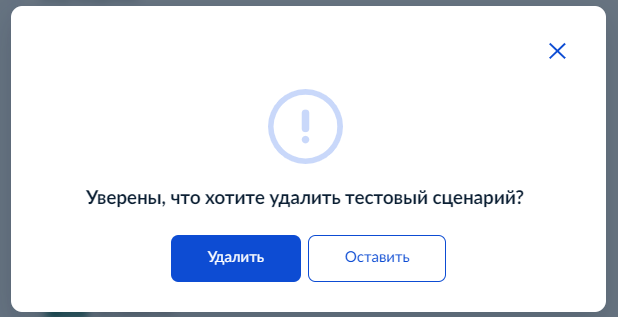 Уверены, что хотите удалить тестовый сценарий?
Удалить
Оставить